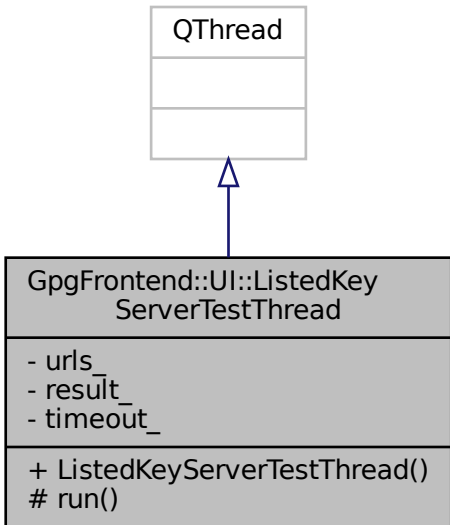 QThread
GpgFrontend::UI::ListedKey
ServerTestThread
- urls_
- result_
- timeout_
+ ListedKeyServerTestThread()
# run()